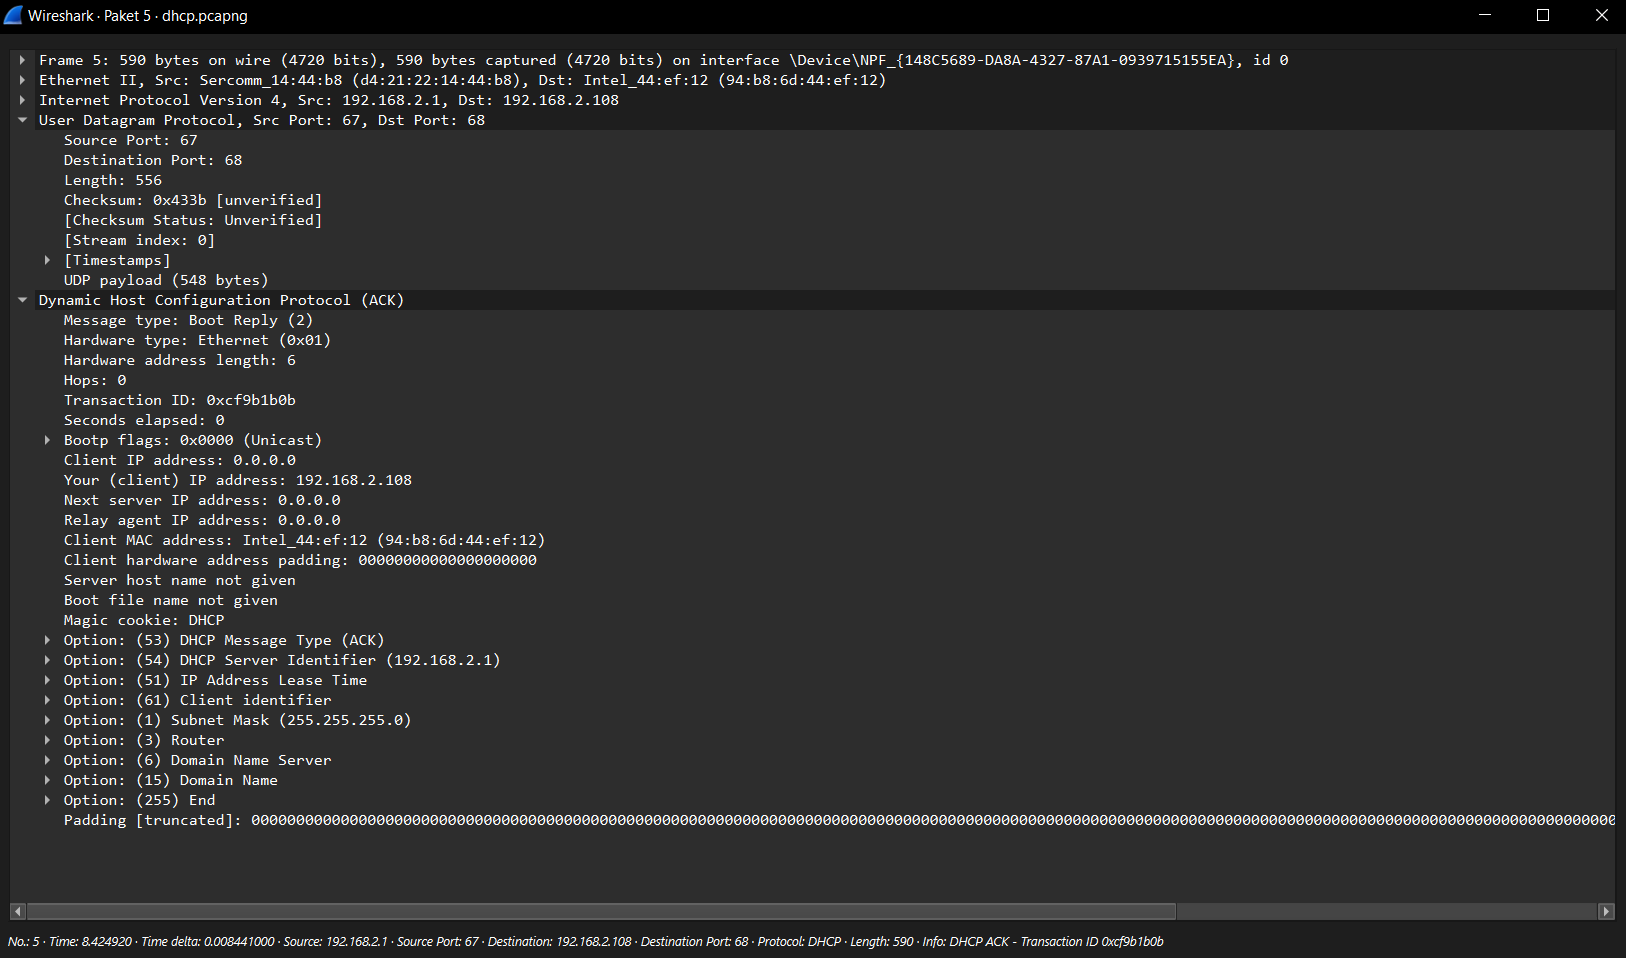 Wireshark · Paket 5 · dhcp.pcapng
Frame 5: 590 bytes on wire (4720 bits), 590 bytes captured (4720 bits) on interface \Device\NPF_{148C5689-DA8A-4327-87A1-0939715155EA}, id 0
Ethernet II, Src: Sercomm_14:44:b8 (d4:21:22:14:44:b8), Dst: Intel_44:ef:12 (94:b8:6d:44:ef:12)
Internet Protocol Version 4, Src: 192.168.2.1, Dst: 192.168.2.108
User Datagram Protocol, Src Port: 67, Dst Port: 68
Source Port: 67
Destination Port: 68
Length: 556
Checksum: 0x433b [unverified]
[Checksum Status: Unverified]
[Stream index: 0]
[Timestamps]
UDP payload (548 bytes)
Dynamic Host Configuration Protocol (ACK)
Message type: Boot Reply (2)
Hardware type: Ethernet (0x01)
Hardware address length: 6
Hops: 0
Transaction ID: 0xcf9b1b0b
Seconds elapsed: 0
Bootp flags: 0x0000 (Unicast)
Client IP address: 0.0.0.0
Your (client) IP address: 192.168.2.108
Next server IP address: 0.0.0.0
Relay agent IP address: 0.0.0.0
Client MAC address: Intel_44:ef:12 (94:b8:6d:44:ef:12)
Client hardware address padding: 00000000000000000000
Server host name not given
Boot file name not given
Magic cookie: DHCP
Option: (53) DHCP Message Type (ACK)
Option: (54) DHCP Server Identifier (192.168.2.1)
Option: (51) IP Address Lease Time
Option: (61) Client identifier
Option: (1) Subnet Mask (255.255.255.0)
Option: (3) Router
Option: (6) Domain Name Server
Option: (15) Domain Name
Option: (255) End
Padding [truncated]: 0000000000000000000000000000000000000000000000000000000000000000000000000000000000000000000000000000000000000000000000000000000000000000000000000000000000
No.: 5 · Time: 8.424920 · Time delta: 0.008441000 · Source: 192.168.2.1 · Source Port: 67 · Destination: 192.168.2.108 · Destination Port: 68 · Protocol: DHCP · Length: 590 · Info: DHCP ACK - Transaction ID 0xcf9b1b0b